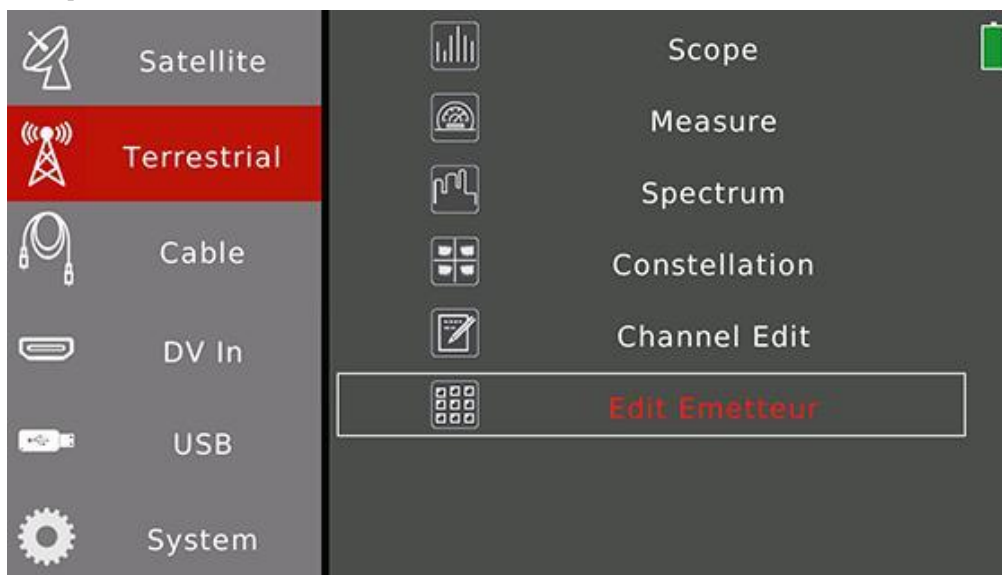 Satellite
Terrestrial
Cable
DV In
USB
System
Scope
Measure
Spectrum
Constellation
Channel Edit
Edit Emetteur